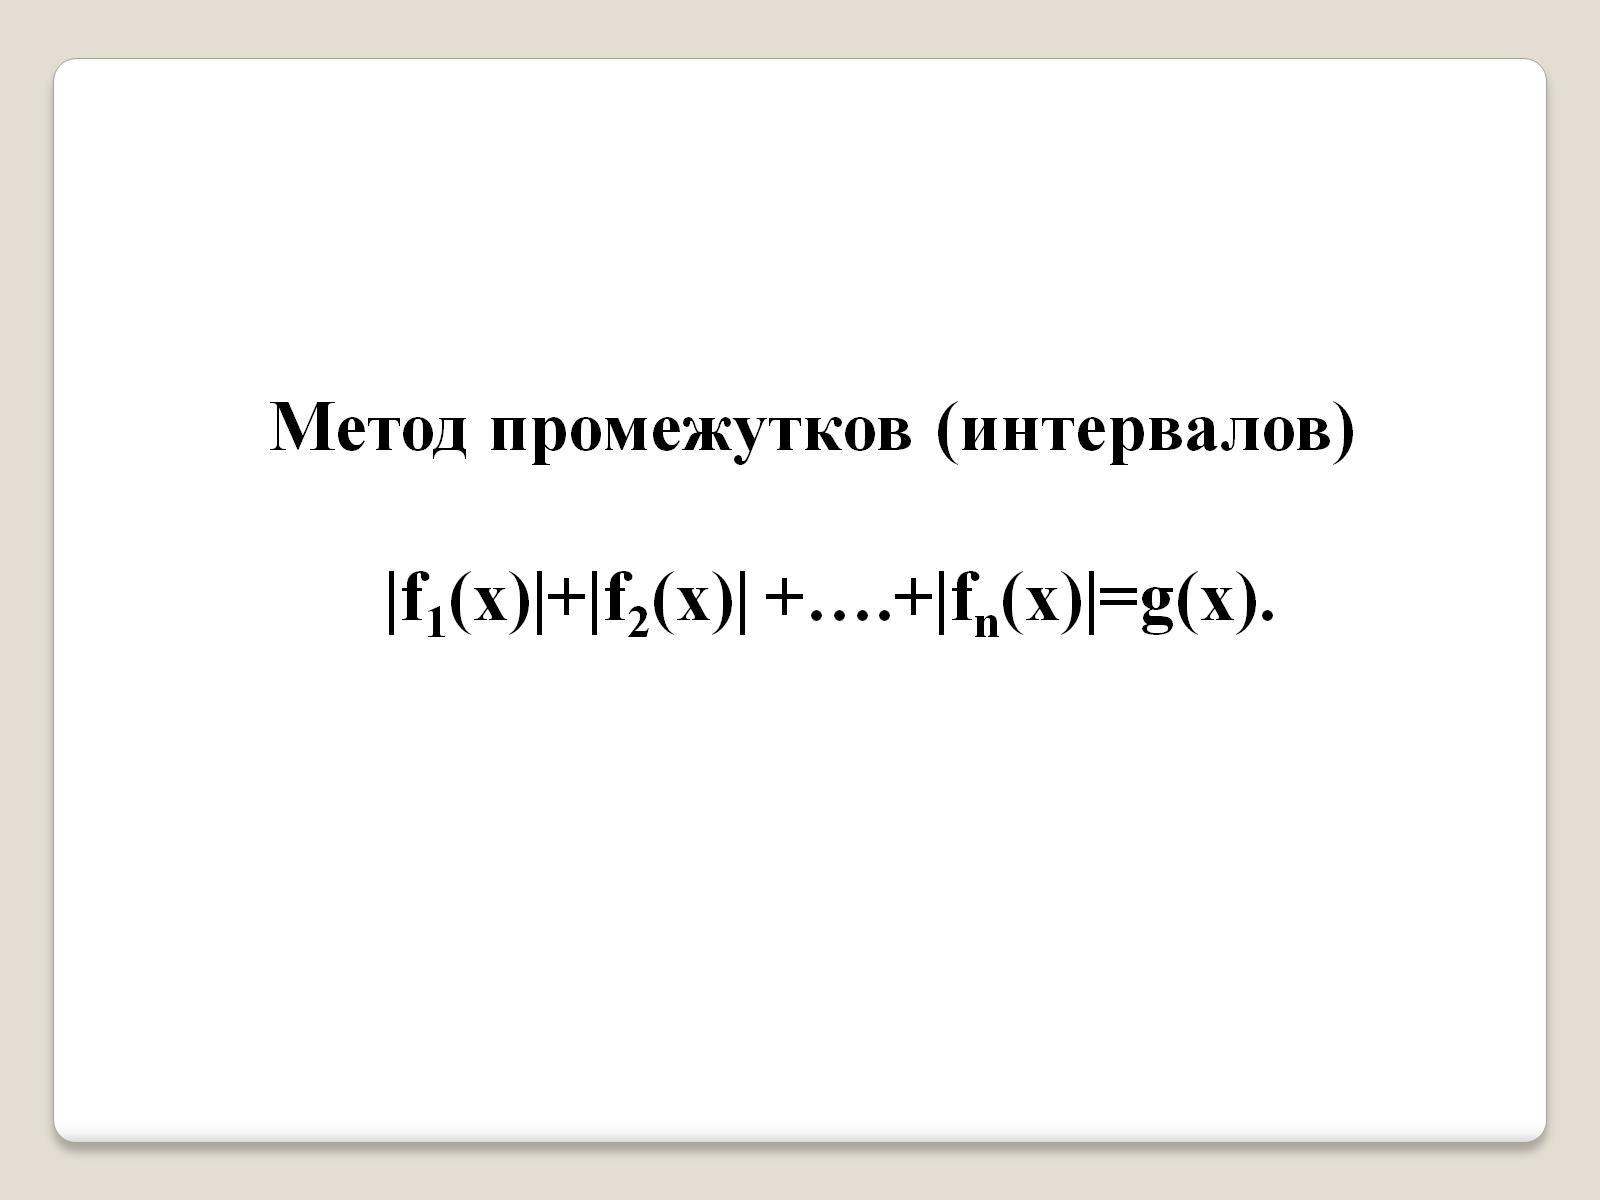 Метод промежутков (интервалов)
|f₁(x)|+|f₂(x)| +….+|fₙ(x)|=g(x).